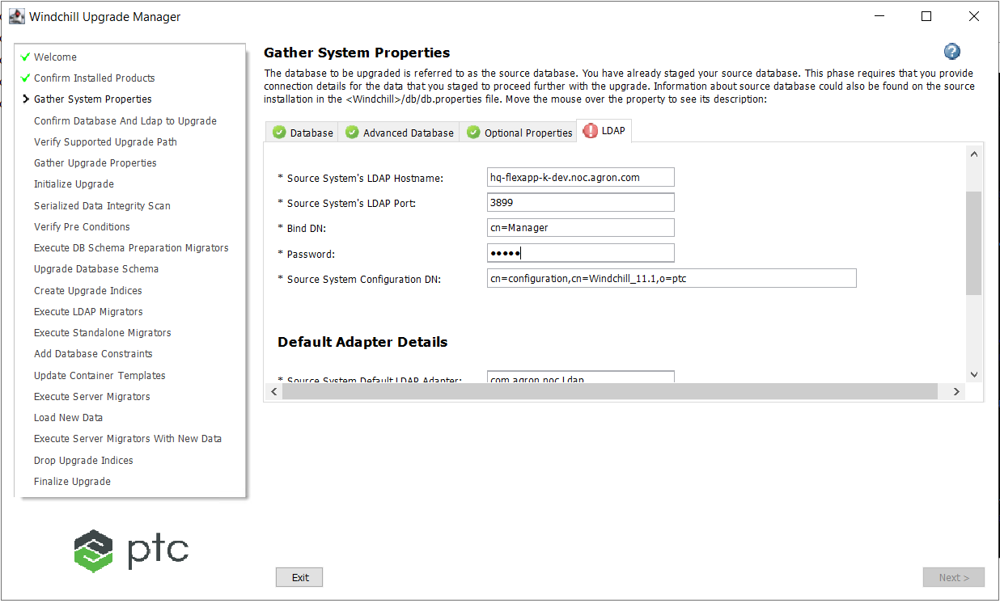 Windchill Upgrade Manager
Welcome
Confirm Installed Products
Gather System Properties
Confirm Database And Ldap to Upgrade
Verify Supported Upgrade Path
Gather Upgrade Properties
Initialize Upgrade
Serialized Data Integrity Scan
Verify Pre Conditions
Execute DB Schema Preparation Migrators
Upgrade Database Schema
Create Upgrade Indices
Execute LDAP Migrators
Execute Standalone Migrators
Add Database Constraints
Update Container Templates
Execute Server Migrators
Load New Data
Execute Server Migrators With New Data
Drop Upgrade Indices
Finalize Upgrade
ptc
Gather System Properties
The database to be upgraded is referred to as the source database. You have already staged your source database. This phase requires that you provide
connection details for the data that you staged to proceed further with the upgrade. Information about source database could also be found on the source
installation in the <Windchill>/db/db.properties file. Move the mouse over the property to see its description:
Database Advanced Database Optional Properties LDAP
* Source System's LDAP Hostname: hq-flexapp-k-dev.noc.agron.com
* Source System's LDAP Port: 3899
* Bind DN: cn=Manager
* Password: •••••
* Source System Configuration DN: cn=configuration,cn=Windchill_11.1,o=ptc
Default Adapter Details
* Source System Default LDAP Adapter: com.agron.noc.Ldap
Exit
Next >